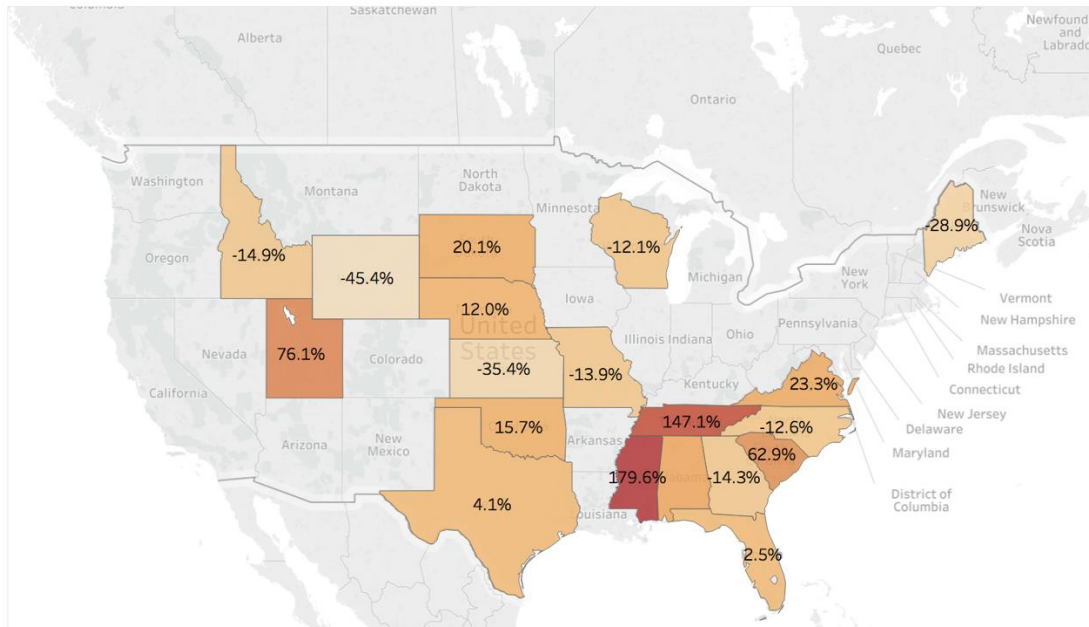 Saskatchewan
Newfound
and
Labrado
Alberta
Quebec
Ontario
Washington
Montana
North
Dakota
Minnesota
New
Brunswick
Nova
Scotia
-28.9%
Oregon
-14.9%
-45.4%
20.1%
-12.1%
Michigan
New
York
Vermont
New Hampshire
Massachusetts
Rhode Island
Connecticut
New Jersey
Delaware
Maryland
District of
Columbia
Iowa
12.0%
United
States
Nevada
76.1%
Colorado
-35.4%
-13.9%
Illinois
Indiana
Ohio
Pennsylvania
California
Kentucky
23.3%
Arizona
New
Mexico
15.7%
Arkansas
147.1%
-12.6%
62.9%
4.1%
Louisiana
179.6%
-14.3%
2.5%